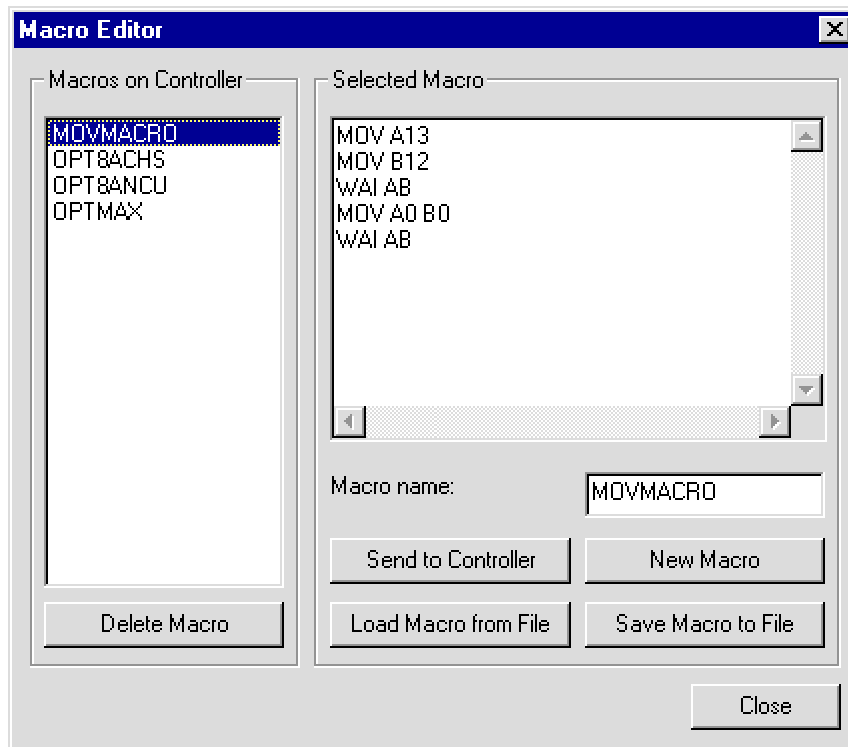 Macro Editor
Macros on Controller
MOVMACRO
OPT8ACHS
OPT8ANCU
OPTMAX
Delete Macro
Selected Macro
MOV A13
MOV B12
WAI AB
MOV A0 B0
WAI AB
Macro name:
MOVMACRO
Send to Controller
New Macro
Load Macro from File
Save Macro to File
Close